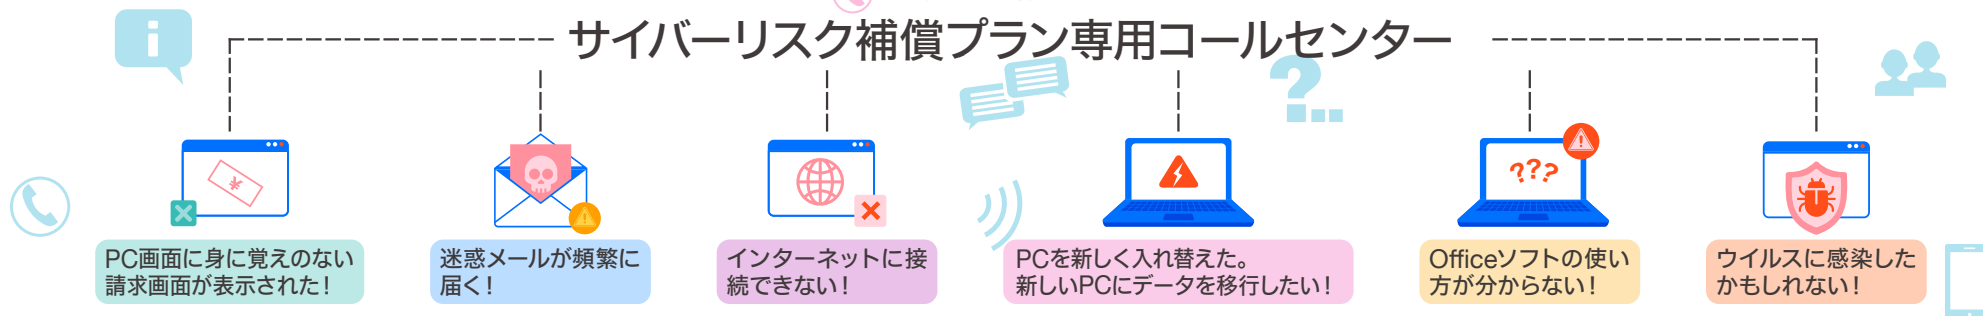 サイバーリスク補償プラン専用コールセンター
PC画面に身に覚えのない
請求画面が表示された！
迷惑メールが頻繁に
届く！
インターネットに接
続できない！
PCを新しく入れ替えた。
新しいPCにデータを移行したい！
???
Officeソフトの使い
方が分からない！
ウイルスに感染した
かもしれない！